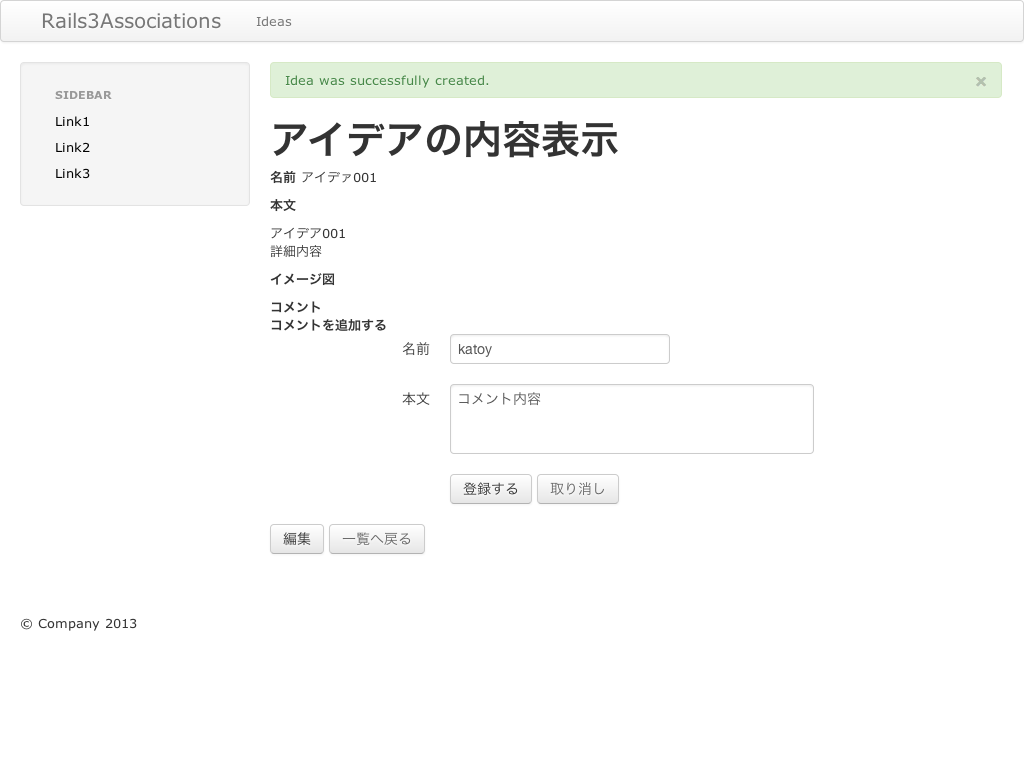 Rails3Associations Ideas
SIDEBAR
Link1
Link2
Link3
Idea was successfully created. ×
アイデアの内容表示
名前 アイデァ001
本文
アイデア001
詳細内容
イメージ図
コメント
コメントを追加する
名前 katoy
本文 コメント内容
登録する 取り消し
編集 一覧へ戻る
© Company 2013